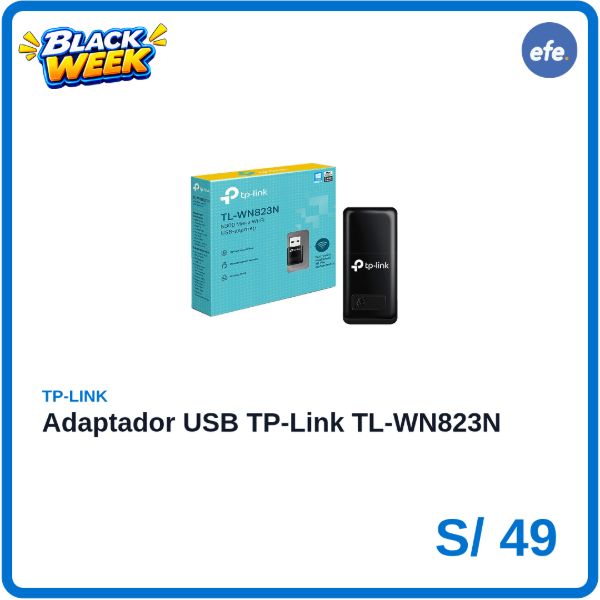 BLACK
WEEK
efe.
tp-link
TL-WN823N
tp-link
TP-LINK
Adaptador USB TP-Link TL-WN823N
S/ 49